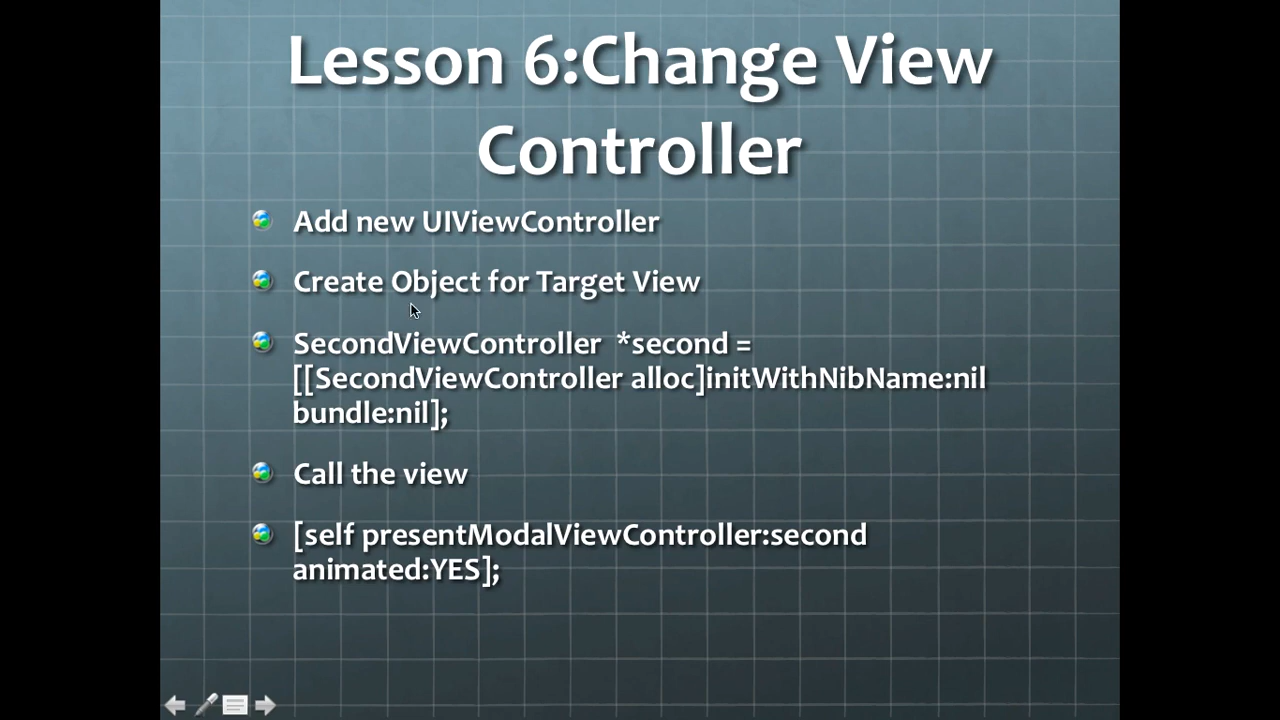 Lesson 6:Change View
Controller
Add new UIViewController
Create Object for Target View
SecondViewController  *second =
[[SecondViewController alloc]initWithNibName:nil
bundle:nil];
Call the view
[self presentModalViewController:second
animated:YES];